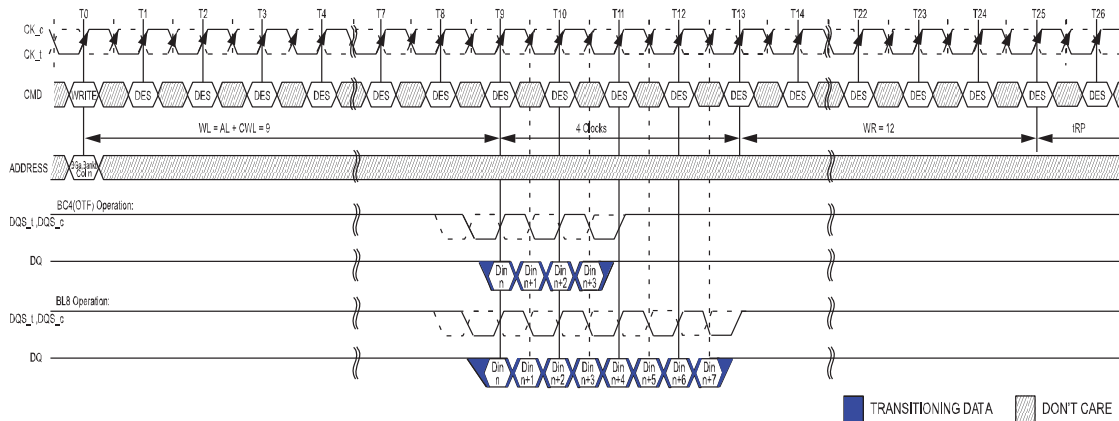 T0 T1 T2 T3 T4 T7 T8 T9 T10 T11 T12 T13 T14 T22 T23 T24 T25 T26
CK_c
CK_t
CMD WRITE DES DES DES DES DES DES DES DES DES DES DES DES DES DES DES DES DES
WL = AL + CWL = 9 4 Clocks WR = 12 tRP
ADDRESS
Col n
BC4(OTF) Operation:
DQS_t ,DQS_c
DQ Din n Din n+1 Din n+2 Din n+3
BL8 Operation:
DQS_t ,DQS_c
DQ Din n Din n+1 Din n+2 Din n+3 Din n+4 Din n+5 Din n+6 Din n+7
TRANSITIONING DATA DON'T CARE